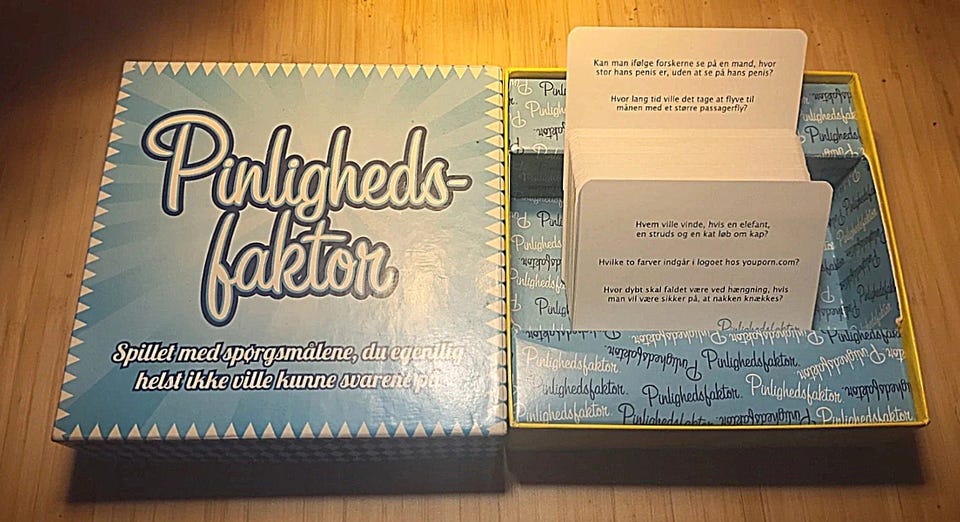 Pinligheds-
faktor
Spillet med spørgsmålene, du egentlig
helst ikke ville kunne svarene på
Kan man ifølge forskerne se på en mand, hvor
stor hans penis er, uden at se på hans penis?
Hvor lang tid ville det tage at flyve til
månen med et større passagerfly?
Hvem ville vinde, hvis en elefant,
en struds og en kat løb om kap?
Hvilke to farver indgår i logoet hos youporn.com?
Hvor dybt skal faldet være ved hængning, hvis
man vil være sikker på, at nakken knækkes?
Pinlighedsfaktor
Pinlighedsfaktor.
Pinlighedsfaktor.
Pinlighedsfaktor.
Pinlighedsfaktor.
Pinlighedsfaktor.
Pinlighedsfaktor.
Pinlighedsfaktor.